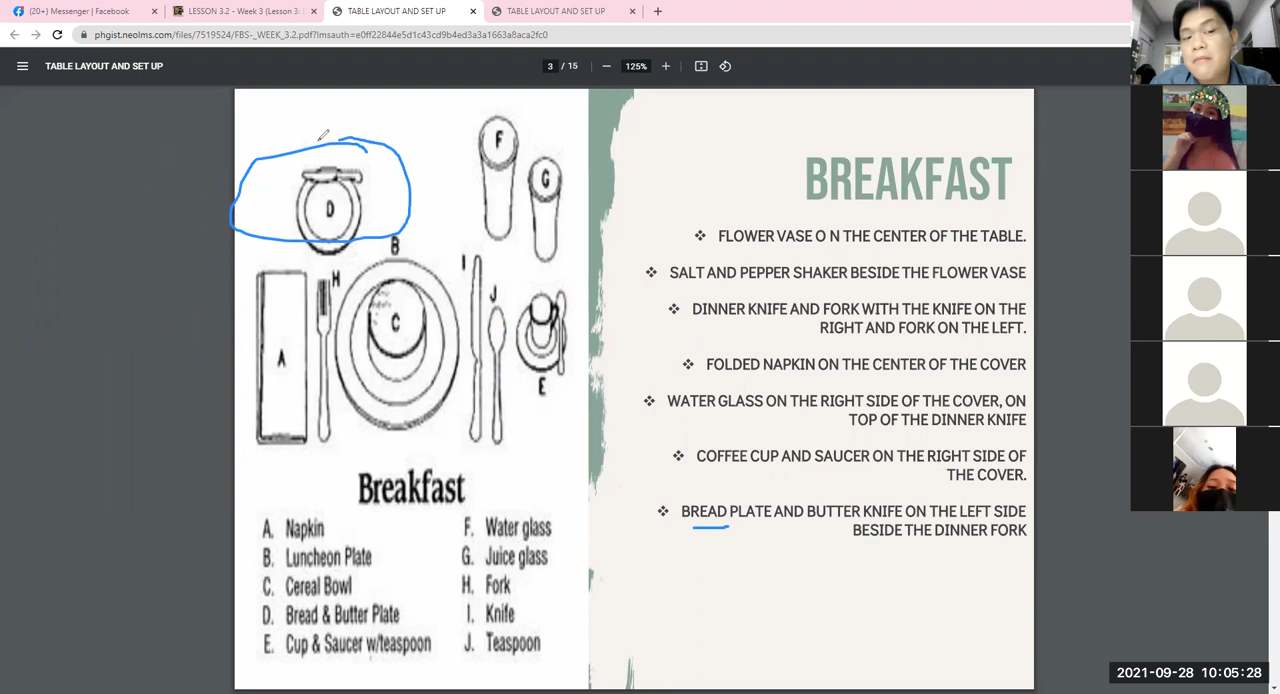 (20+) Messenger | Facebook
LESSON 3.2 - Week 3 (Lesson 3:
TABLE LAYOUT AND SET UP
TABLE LAYOUT AND SET UP
phgist.neolms.com/files/7519524/FBS-_WEEK_3.2.pdf?lmsauth=e0ff22844e5d1c43cd9b4ed3a3a1663a8aca2fc0
TABLE LAYOUT AND SET UP
3 / 15
125%
F
G
D
B
I
H
J
C
A
E
Breakfast
A. Napkin
B. Luncheon Plate
C. Cereal Bowl
D. Bread & Butter Plate
E. Cup & Saucer w/teaspoon
F. Water glass
G. Juice glass
H. Fork
I. Knife
J. Teaspoon
BREAKFAST
❖ FLOWER VASE O N THE CENTER OF THE TABLE.
❖ SALT AND PEPPER SHAKER BESIDE THE FLOWER VASE
❖ DINNER KNIFE AND FORK WITH THE KNIFE ON THE
RIGHT AND FORK ON THE LEFT.
❖ FOLDED NAPKIN ON THE CENTER OF THE COVER
❖ WATER GLASS ON THE RIGHT SIDE OF THE COVER, ON
TOP OF THE DINNER KNIFE
❖ COFFEE CUP AND SAUCER ON THE RIGHT SIDE OF
THE COVER.
❖ BREAD PLATE AND BUTTER KNIFE ON THE LEFT SIDE
BESIDE THE DINNER FORK
2021-09-28 10:05:28